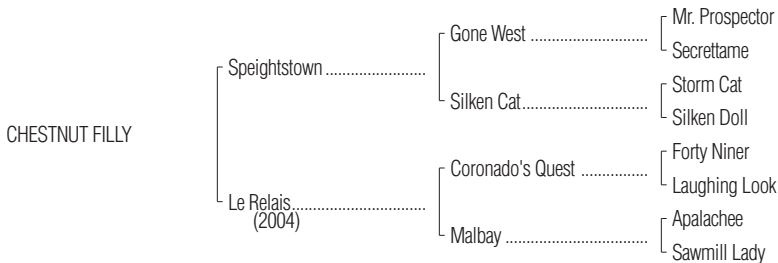 Mr. Prospector
Gone West ..............................
Secrettame
Speightstown .........................
Storm Cat
Silken Cat................................
Silken Doll
CHESTNUT FILLY
Forty Niner
Coronado's Quest .................
Laughing Look
Le Relais.................................
(2004)
Apalachee
Malbay ....................................
Sawmill Lady